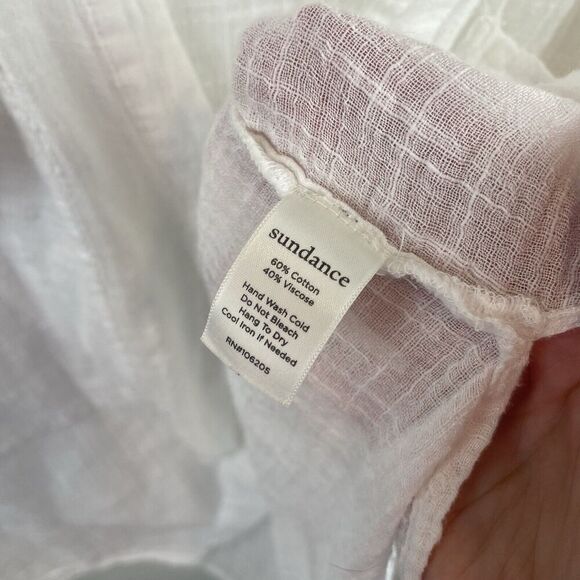 sundance
60% Cotton
40% Viscose
Hand Wash Cold
Do Not Bleach
Hang To Dry
Cool Iron if Needed
RN#106205